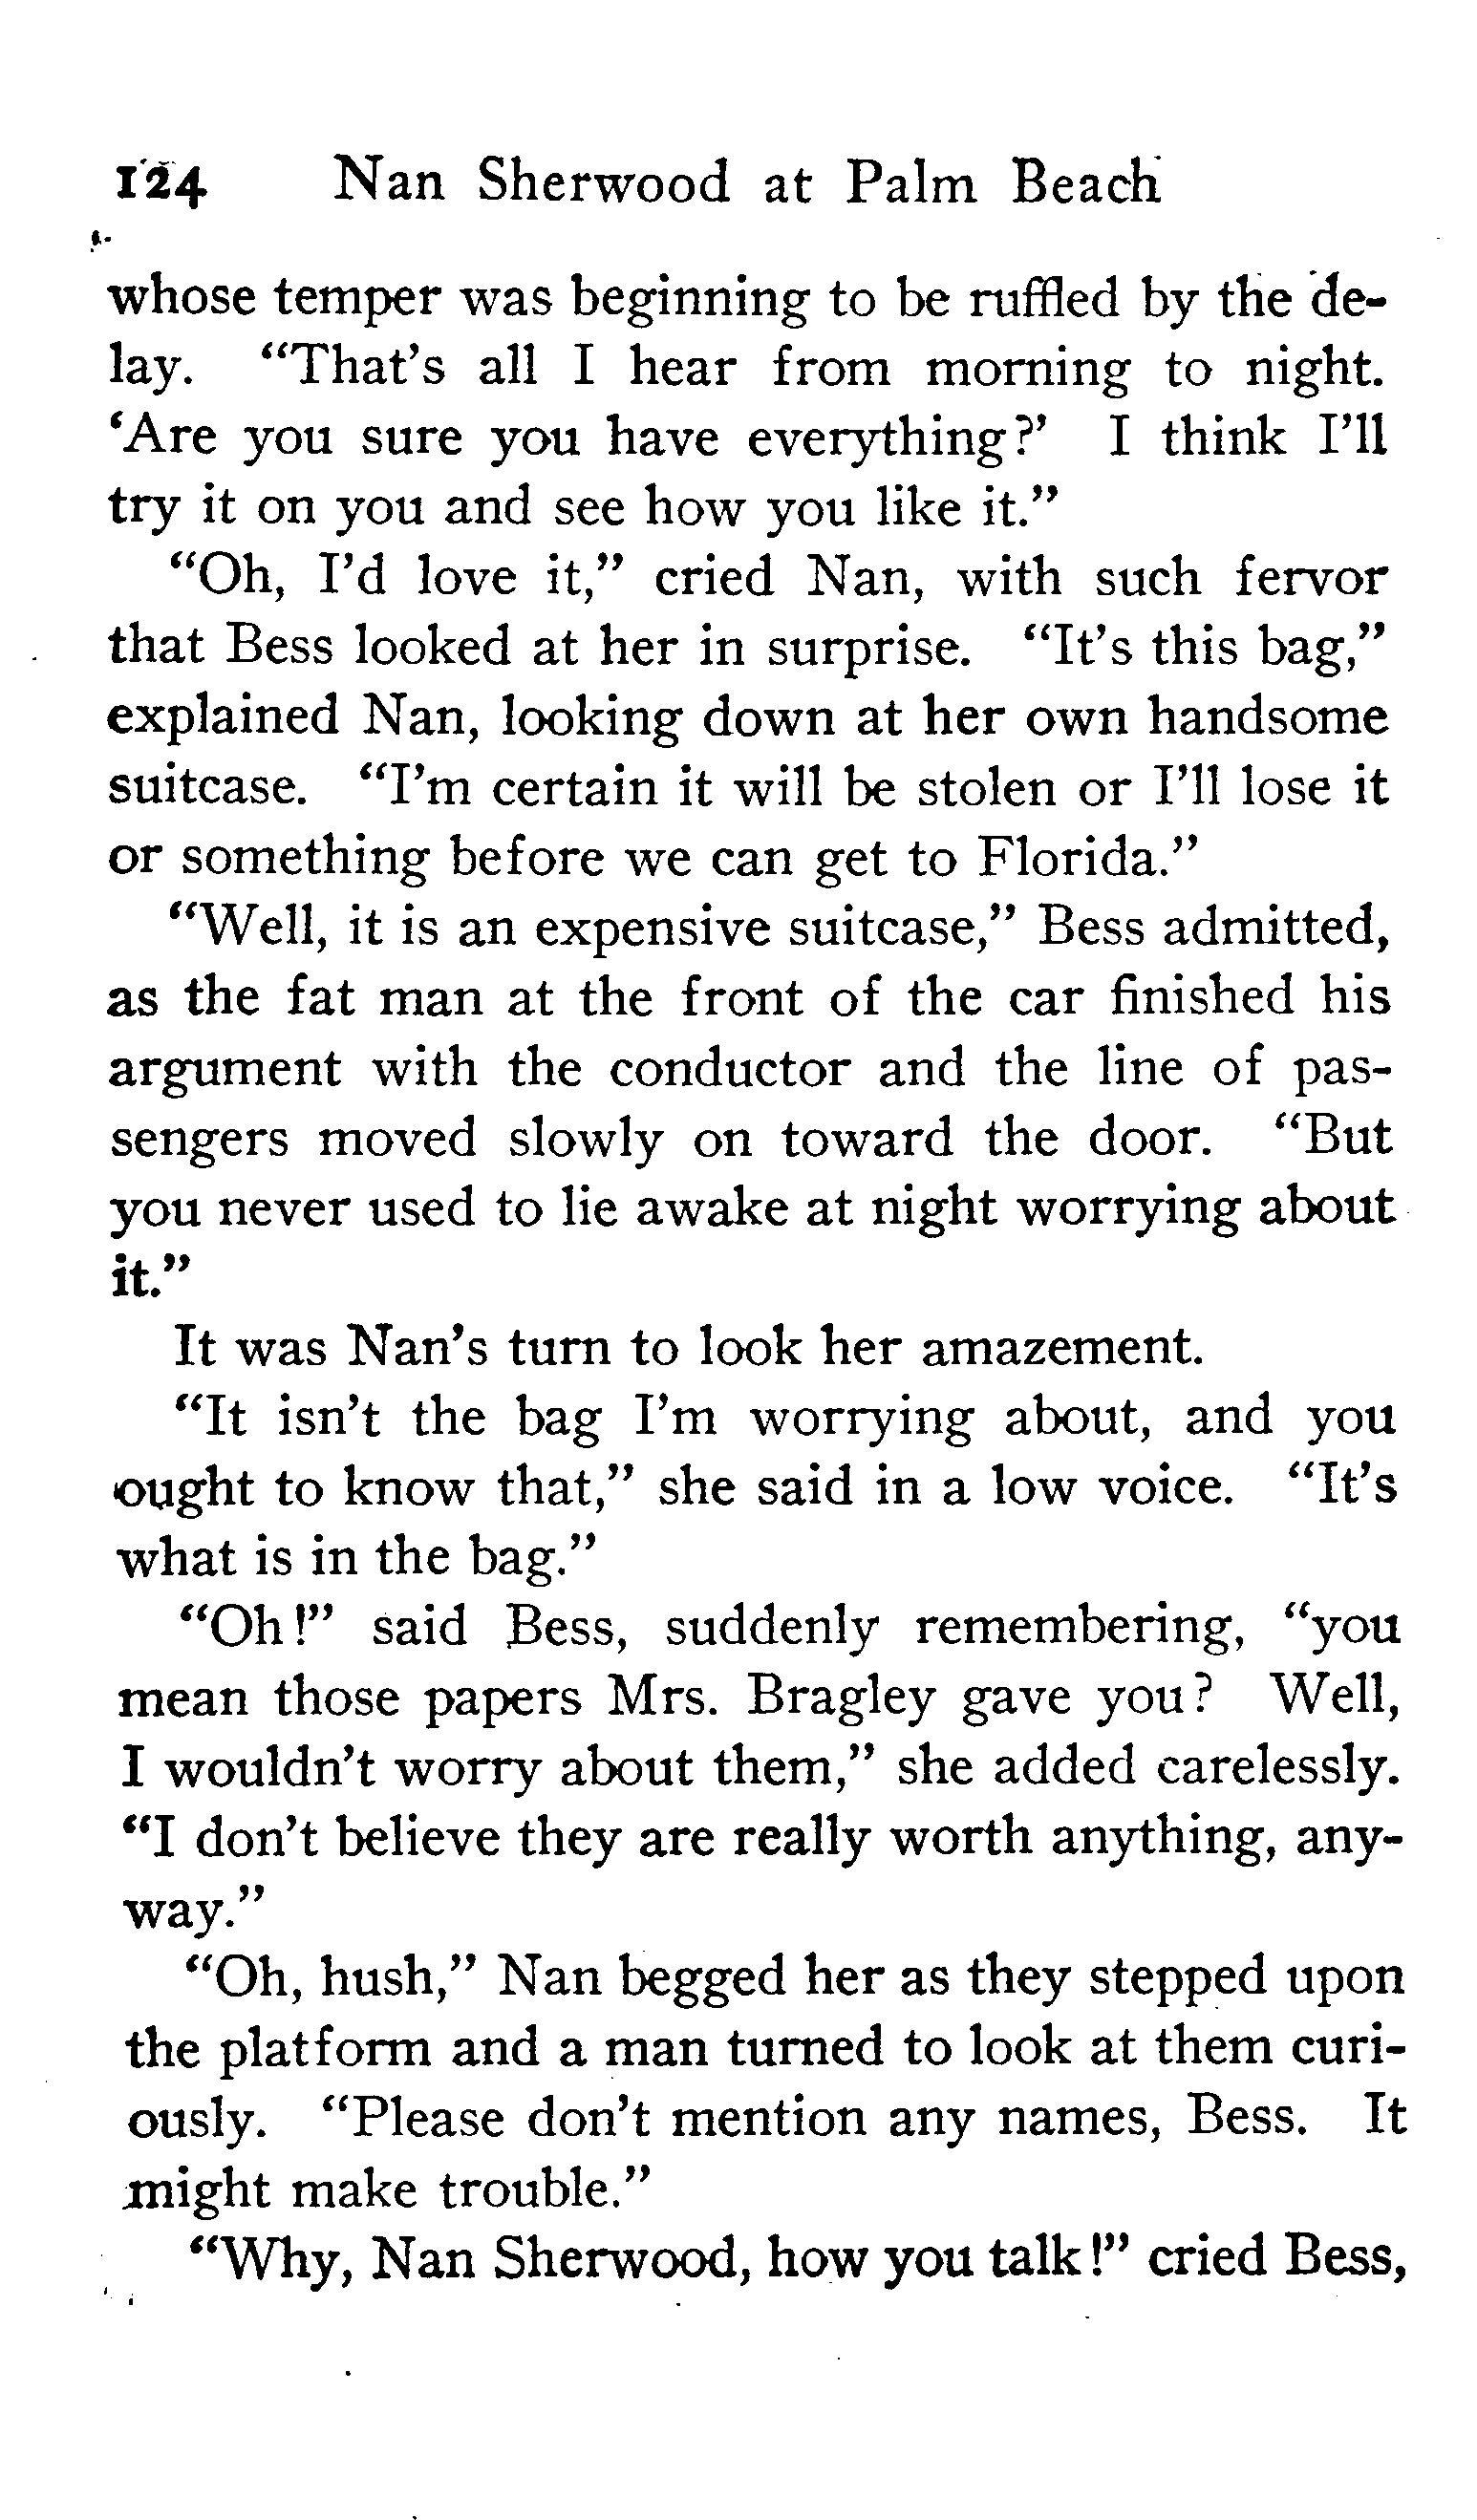 124 Nan Sherwood at Palm Beach
whose temper was beginning to be ruffled by the de-
lay. “That’s all I hear from morning to night.
‘Are you sure you have everything?’ I think I’ll
try it on you and see how you like it.”
“Oh, I’d love it,” cried Nan, with such fervor
that Bess looked at her in surprise. “It’s this bag,”
explained Nan, looking down at her own handsome
suitcase. “I’m certain it will be stolen or I’ll lose it
or something before we can get to Florida.”
“Well, it is an expensive suitcase,” Bess admitted,
as the fat man at the front of the car finished his
argument with the conductor and the line of pas-
sengers moved slowly on toward the door. “But
you never used to lie awake at night worrying about
it.”
It was Nan’s turn to look her amazement.
“It isn’t the bag I’m worrying about, and you
ought to know that,” she said in a low voice. “It’s
what is in the bag.”
“Oh!” said Bess, suddenly remembering, “you
mean those papers Mrs. Bragley gave you? Well,
I wouldn’t worry about them,” she added carelessly.
“I don’t believe they are really worth anything, any-
way.”
“Oh, hush,” Nan begged her as they stepped upon
the platform and a man turned to look at them curi-
ously. “Please don’t mention any names, Bess. It
might make trouble.”
“Why, Nan Sherwood, how you talk!” cried Bess,